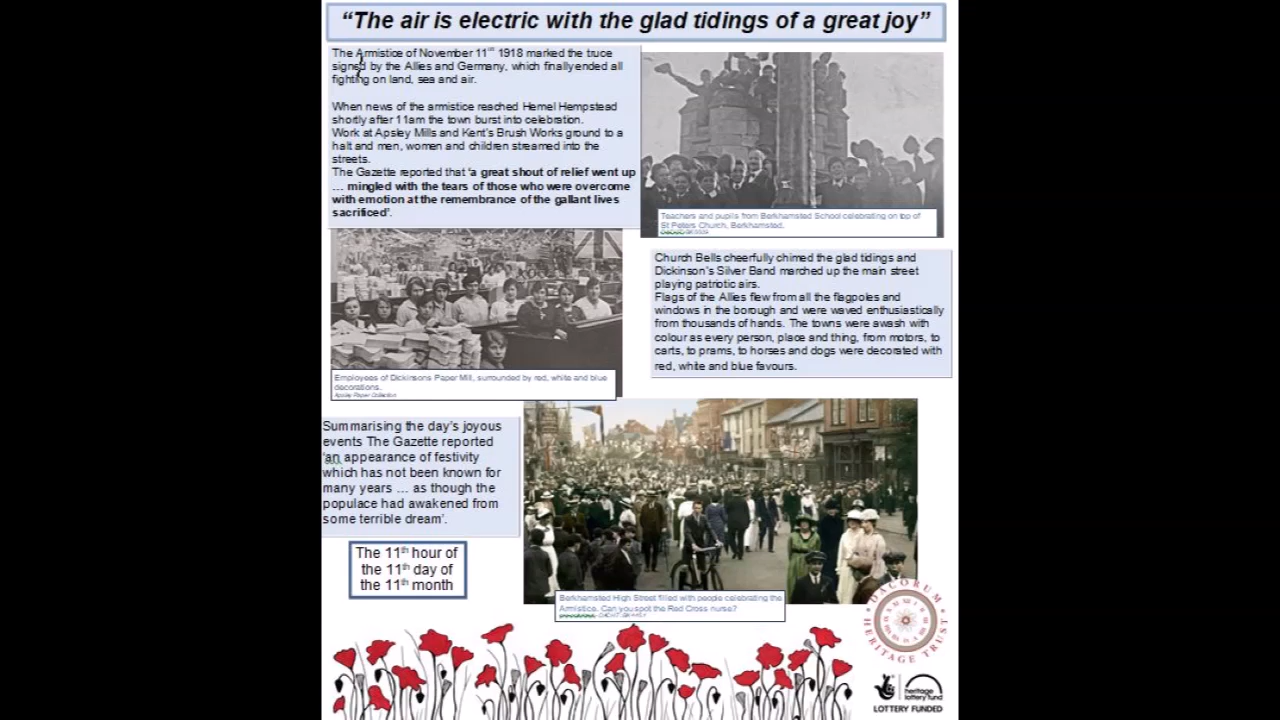 “The air is electric with the glad tidings of a great joy”
The Armistice of November 11th 1918 marked the truce
signed by the Allies and Germany, which finally ended all
fighting on land, sea and air.
When news of the armistice reached Hemel Hempstead
shortly after 11am the town burst into celebration.
Work at Apsley Mills and Kent's Brush Works ground to a
halt and men, women and children streamed into the
streets.
The Gazette reported that 'a great shout of relief went up
… mingled with the tears of those who were overcome
with emotion at the remembrance of the gallant lives
sacrificed'.
Teachers and pupils from Berkhamsted School celebrating on top of
St Peters Church, Berkhamsted.
Church Bells cheerfully chimed the glad tidings and
Dickinson's Silver Band marched up the main street
playing patriotic airs.
Flags of the Allies flew from all the flagpoles and
windows in the borough and were waved enthusiastically
from thousands of hands. The towns were awash with
colour as every person, place and thing, from motors, to
carts, to prams, to horses and dogs were decorated with
red, white and blue favours.
Employees of Dickinsons Paper Mill, surrounded by red, white and blue
decorations.
Apsley Paper Collection
Summarising the day's joyous
events The Gazette reported
'an appearance of festivity
which has not been known for
many years … as though the
populace had awakened from
some terrible dream'.
The 11th hour of
the 11th day of
the 11th month
Berkhamsted High Street filled with people celebrating the
Armistice. Can you spot the Red Cross nurse?
DACORUM
HERITAGE TRUST
heritage
lottery fund
LOTTERY FUNDED